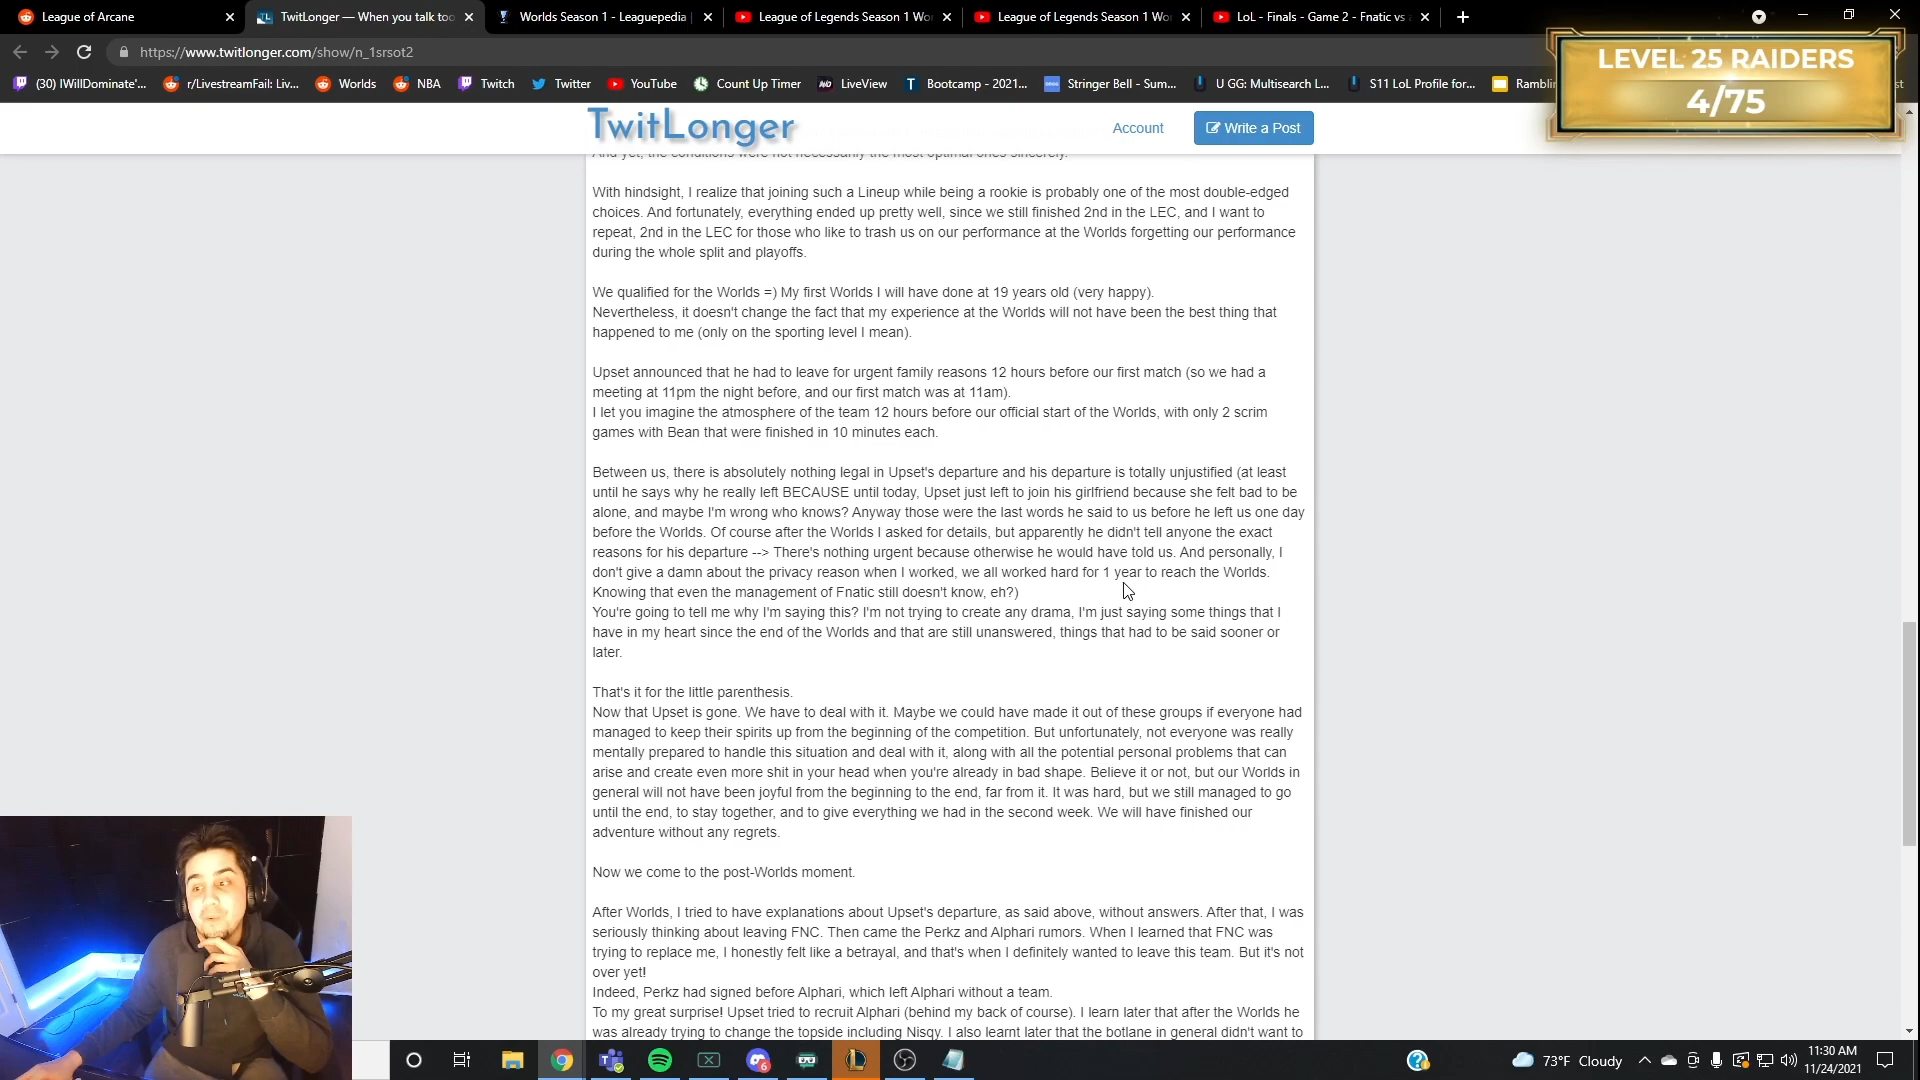 League of Arcane
TwitLonger — When you talk too
Worlds Season 1 - Leaguepedia
League of Legends Season 1 Wo
League of Legends Season 1 Wo
LoL - Finals - Game 2 - Fnatic vs
https://www.twitlonger.com/show/n_1srsot2
(30) IWillDominate'...
r/LivestreamFail: Liv...
Worlds
NBA
Twitch
Twitter
YouTube
Count Up Timer
LiveView
Bootcamp - 2021...
Stringer Bell - Sum...
U GG: Multisearch L...
S11 LoL Profile for...
LEVEL 25 RAIDERS
4/75
TwitLonger
Account
Write a Post
And yet, the conditions were not necessarily the most optimal ones sincerely.
With hindsight, I realize that joining such a Lineup while being a rookie is probably one of the most double-edged
choices. And fortunately, everything ended up pretty well, since we still finished 2nd in the LEC, and I want to
repeat, 2nd in the LEC for those who like to trash us on our performance at the Worlds forgetting our performance
during the whole split and playoffs.
We qualified for the Worlds =) My first Worlds I will have done at 19 years old (very happy).
Nevertheless, it doesn't change the fact that my experience at the Worlds will not have been the best thing that
happened to me (only on the sporting level I mean).
Upset announced that he had to leave for urgent family reasons 12 hours before our first match (so we had a
meeting at 11pm the night before, and our first match was at 11am).
I let you imagine the atmosphere of the team 12 hours before our official start of the Worlds, with only 2 scrim
games with Bean that were finished in 10 minutes each.
Between us, there is absolutely nothing legal in Upset's departure and his departure is totally unjustified (at least
until he says why he really left BECAUSE until today, Upset just left to join his girlfriend because she felt bad to be
alone, and maybe I'm wrong who knows? Anyway those were the last words he said to us before he left us one day
before the Worlds. Of course after the Worlds I asked for details, but apparently he didn't tell anyone the exact
reasons for his departure --> There's nothing urgent because otherwise he would have told us. And personally, I
don't give a damn about the privacy reason when I worked, we all worked hard for 1 year to reach the Worlds.
Knowing that even the management of Fnatic still doesn't know, eh?)
You're going to tell me why I'm saying this? I'm not trying to create any drama, I'm just saying some things that I
have in my heart since the end of the Worlds and that are still unanswered, things that had to be said sooner or
later.
That's it for the little parenthesis.
Now that Upset is gone. We have to deal with it. Maybe we could have made it out of these groups if everyone had
managed to keep their spirits up from the beginning of the competition. But unfortunately, not everyone was really
mentally prepared to handle this situation and deal with it, along with all the potential personal problems that can
arise and create even more shit in your head when you're already in bad shape. Believe it or not, but our Worlds in
general will not have been joyful from the beginning to the end, far from it. It was hard, but we still managed to go
until the end, to stay together, and to give everything we had in the second week. We will have finished our
adventure without any regrets.
Now we come to the post-Worlds moment.
After Worlds, I tried to have explanations about Upset's departure, as said above, without answers. After that, I was
seriously thinking about leaving FNC. Then came the Perkz and Alphari rumors. When I learned that FNC was
trying to replace me, I honestly felt like a betrayal, and that's when I definitely wanted to leave this team. But it's not
over yet!
Indeed, Perkz had signed before Alphari, which left Alphari without a team.
To my great surprise! Upset tried to recruit Alphari (behind my back of course). I learn later that after the Worlds he
was already trying to change the topside including Nisqy. I also learnt later that the botlane in general didn't want to
73°F Cloudy
11:30 AM
11/24/2021